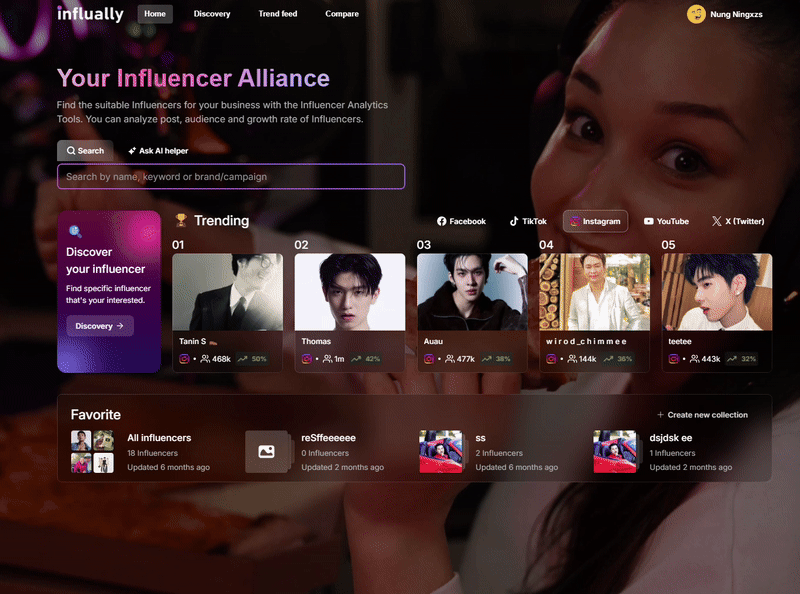 influally
Home
Discovery
Trend feed
Compare
Nung Ningxzs
Your Influencer Alliance
Find the suitable Influencers for your business with the Influencer Analytics
Tools. You can analyze post, audience and growth rate of Influencers.
Search
Ask AI helper
Search by name, keyword or brand/campaign
Discover
your influencer
Find specific influencer
that's your interested.
Discovery →
Trending
Facebook
TikTok
Instagram
YouTube
X (Twitter)
01
02
03
04
05
Tanin S
468k
50%
Thomas
1m
42%
Auau
477k
38%
w i r o d _c h i m m e e
144k
36%
teetee
443k
32%
Favorite
+ Create new collection
All influencers
18 Influencers
Updated 6 months ago
reSffeeeeee
0 Influencers
Updated 2 months ago
ss
2 Influencers
Updated 6 months ago
dsjdsk ee
1 Influencers
Updated 2 months ago